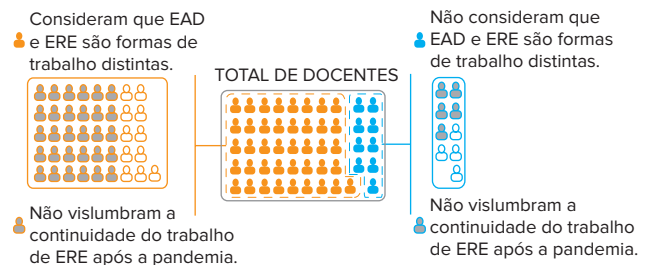 Consideram que EAD
e ERE são formas de
trabalho distintas.
TOTAL DE DOCENTES
Não consideram que
EAD e ERE são formas
de trabalho distintas.
Não vislumbram a
continuidade do trabalho
de ERE após a pandemia.
Não vislumbram a
continuidade do trabalho
de ERE após a pandemia.